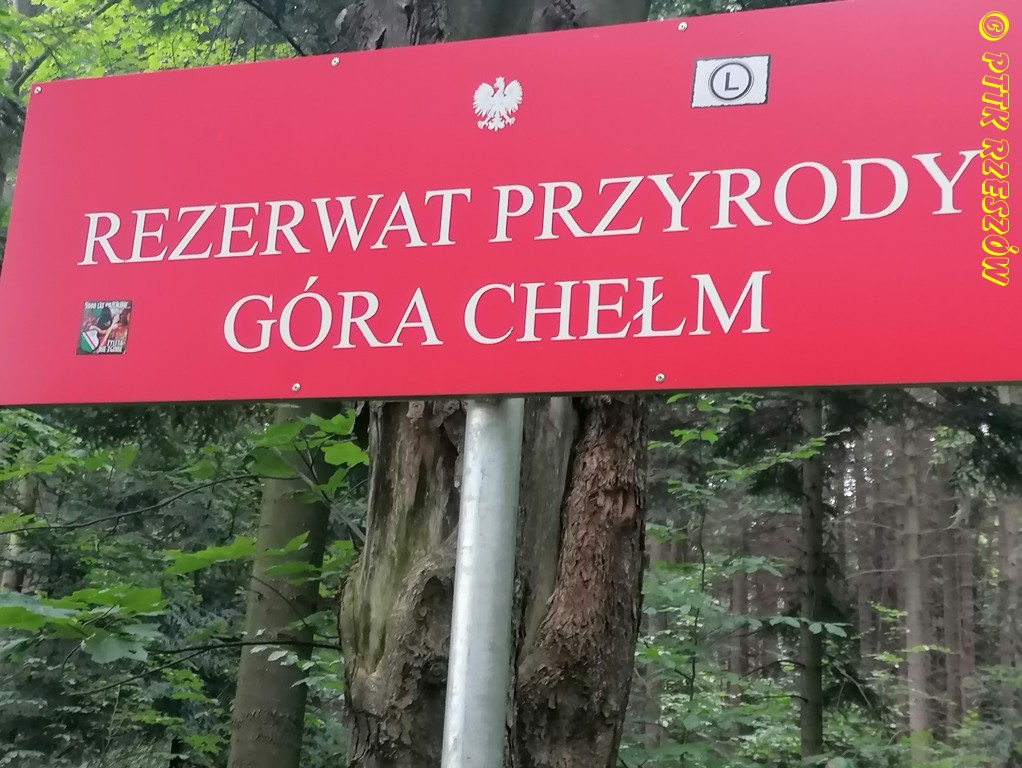 © PTTK RZESZÓW
L
REZERWAT PRZYRODY
GÓRA CHEŁM